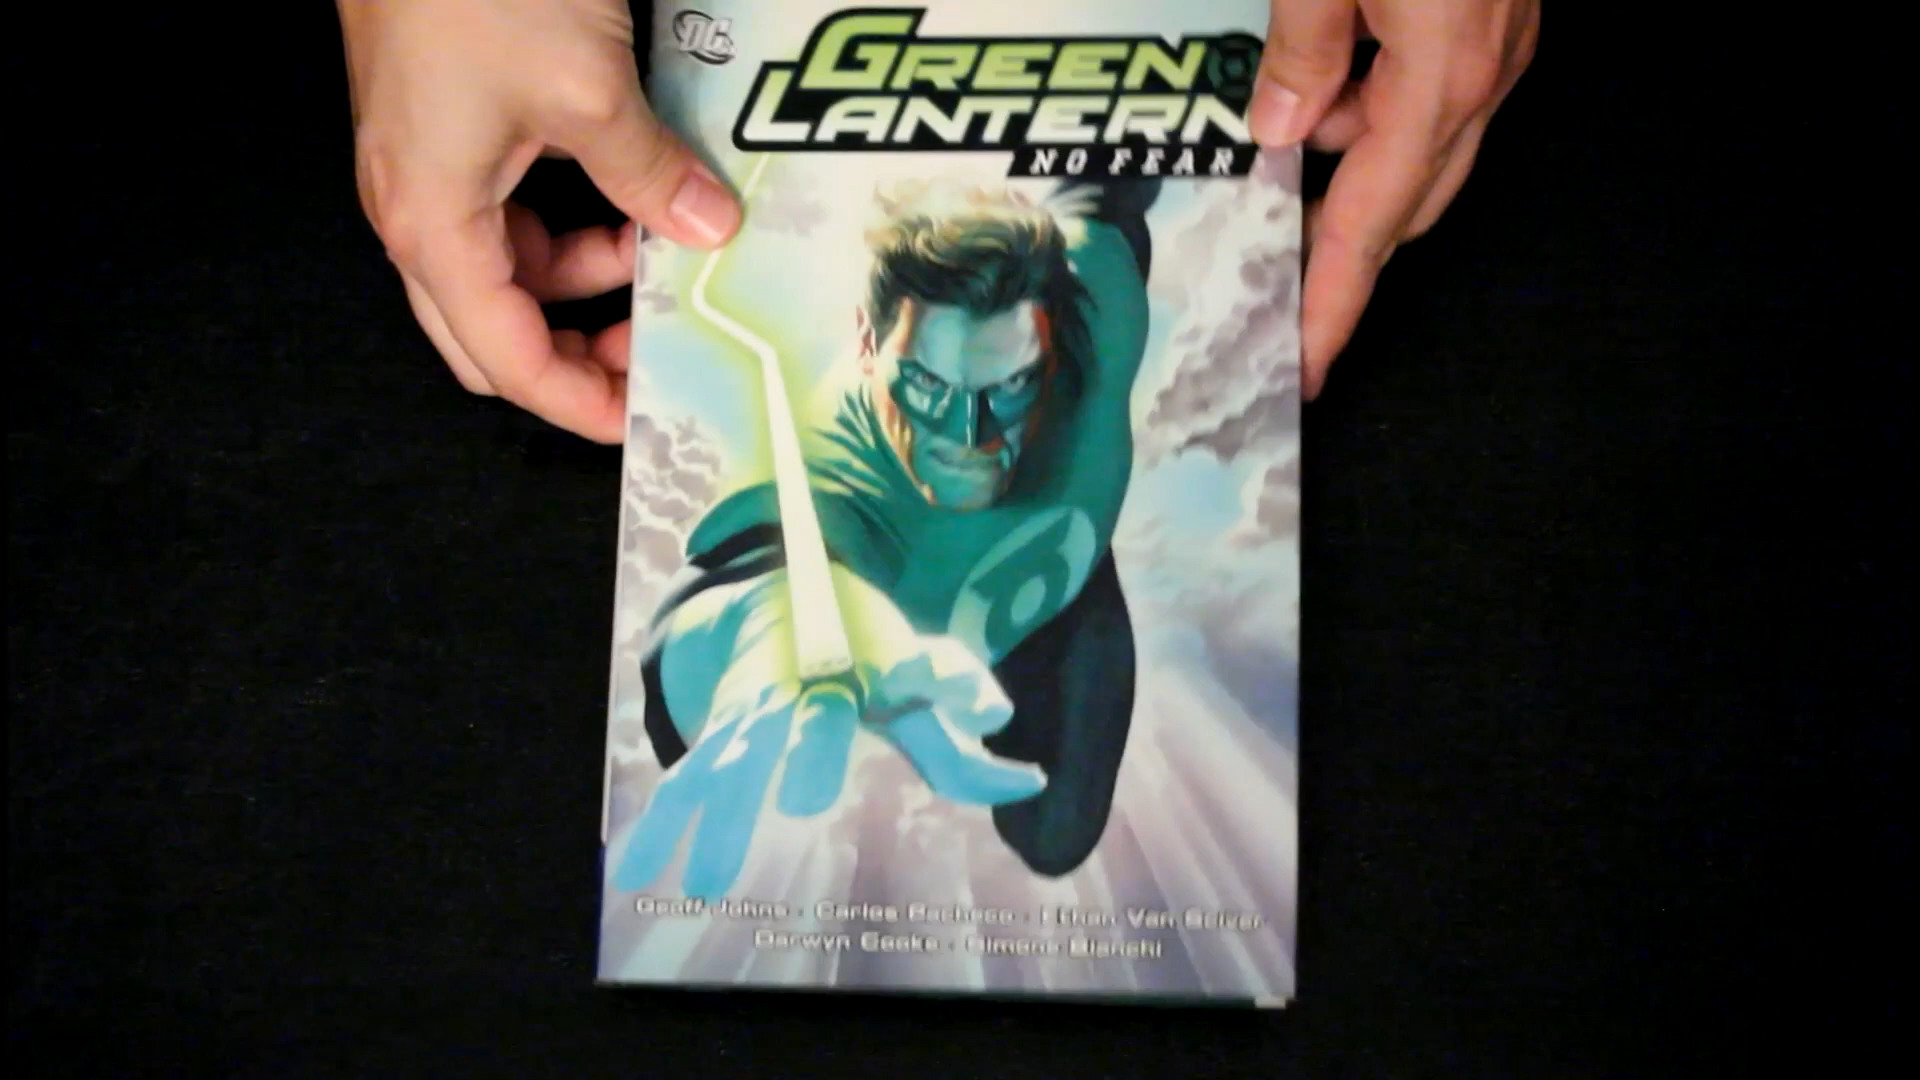 DC
GREEN
LANTERN
NO FEAR
Geoff Johns · Carlos Pacheco · Ethan Van Sciver
Darwyn Cooke · Simone Bianchi